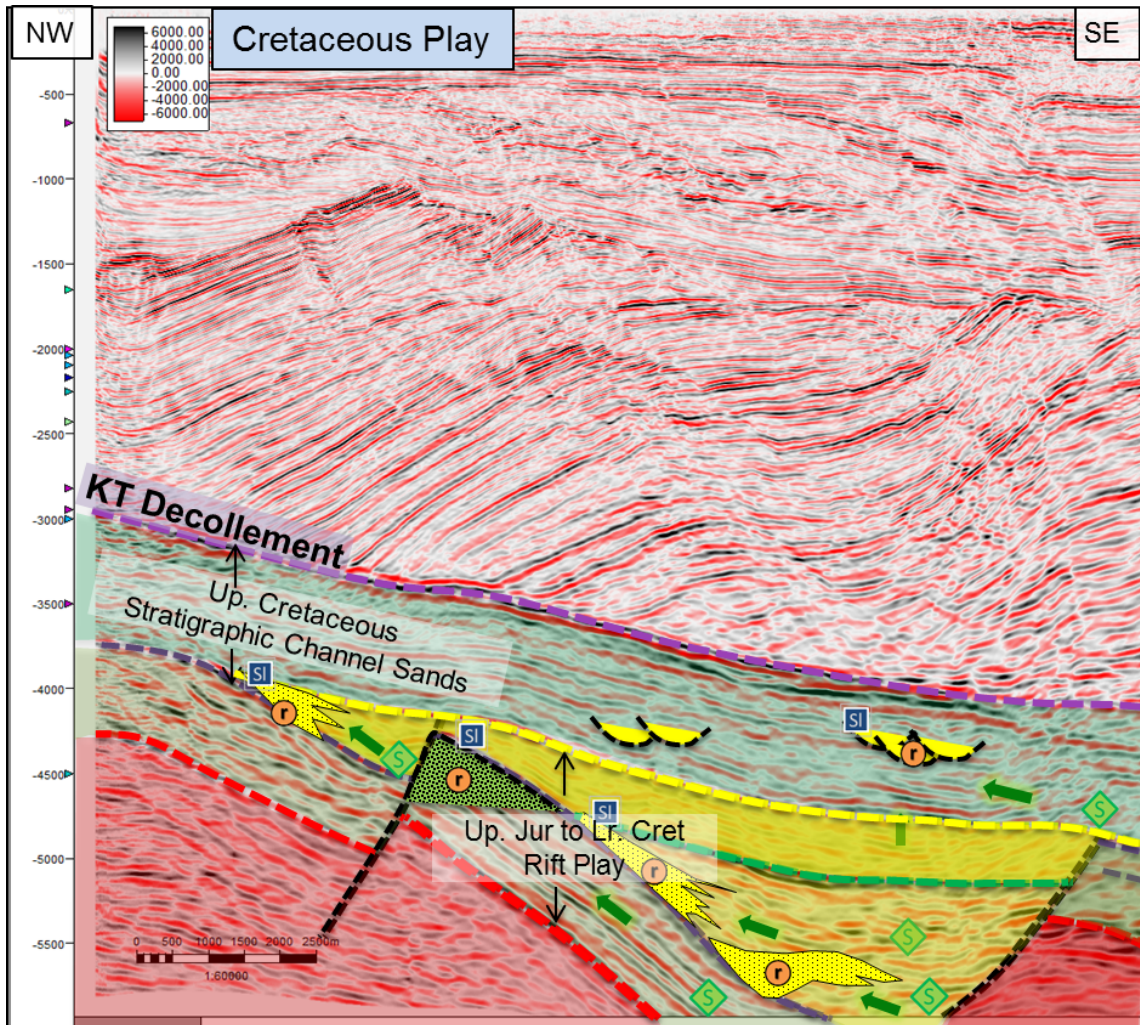 NW
Cretaceous Play
SE
6000.00
4000.00
2000.00
0.00
-2000.00
-4000.00
-6000.00
-500
-1000
-1500
-2000
-2500
-3000
-3500
-4000
-4500
-5000
-5500
KT Decollement
Up. Cretaceous
Stratigraphic Channel Sands
SI
r
S
SI
r
SI
SI
r
S
Up. Jur to Lr. Cret
Rift Play
r
S
r
S
S
0 500 1000 1500 2000 2500m
1:60000